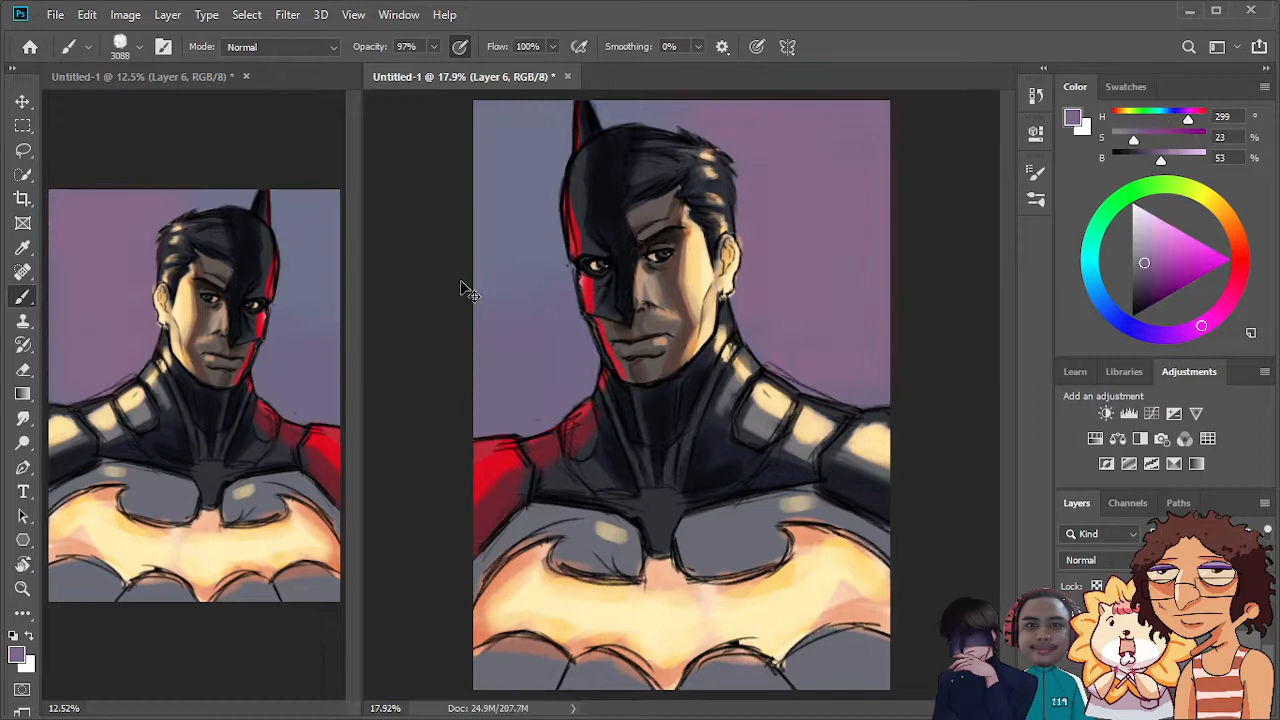 Ps File Edit Image Layer Type Select Filter 3D View Window Help
3088 Mode: Normal Opacity: 97% Flow: 100% Smoothing: 0%
Untitled-1 @ 12.5% (Layer 6, RGB/8) *
Untitled-1 @ 17.9% (Layer 6, RGB/8) *
Color Swatches
H 299 °
S 23 %
B 53 %
Learn Libraries Adjustments
Add an adjustment
Layers Channels Paths
Kind
Normal
Lock:
119
12.52%
17.92% Doc: 24.9M/207.7M